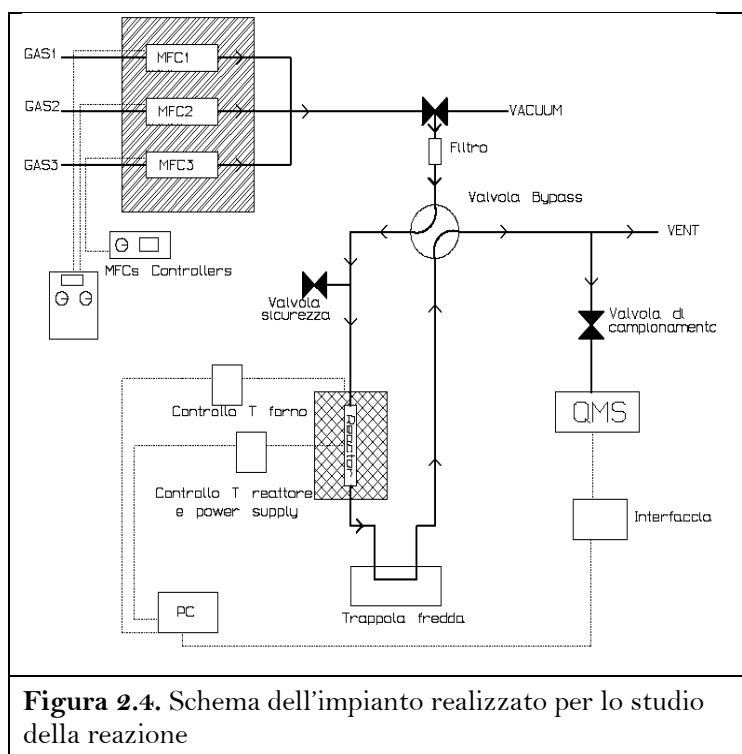 GAS1
MFC1
GAS2
MFC2
VACUUM
GAS3
MFC3
Filtro
Valvola Bypass
VENT
MFCs Controllers
Valvola
sicurezza
Valvola di
campionamento
Controllo T forno
Reactor
QMS
Controllo T reattore
e power supply
Interfaccia
PC
Trappola fredda
Figura 2.4. Schema dell'impianto realizzato per lo studio
della reazione